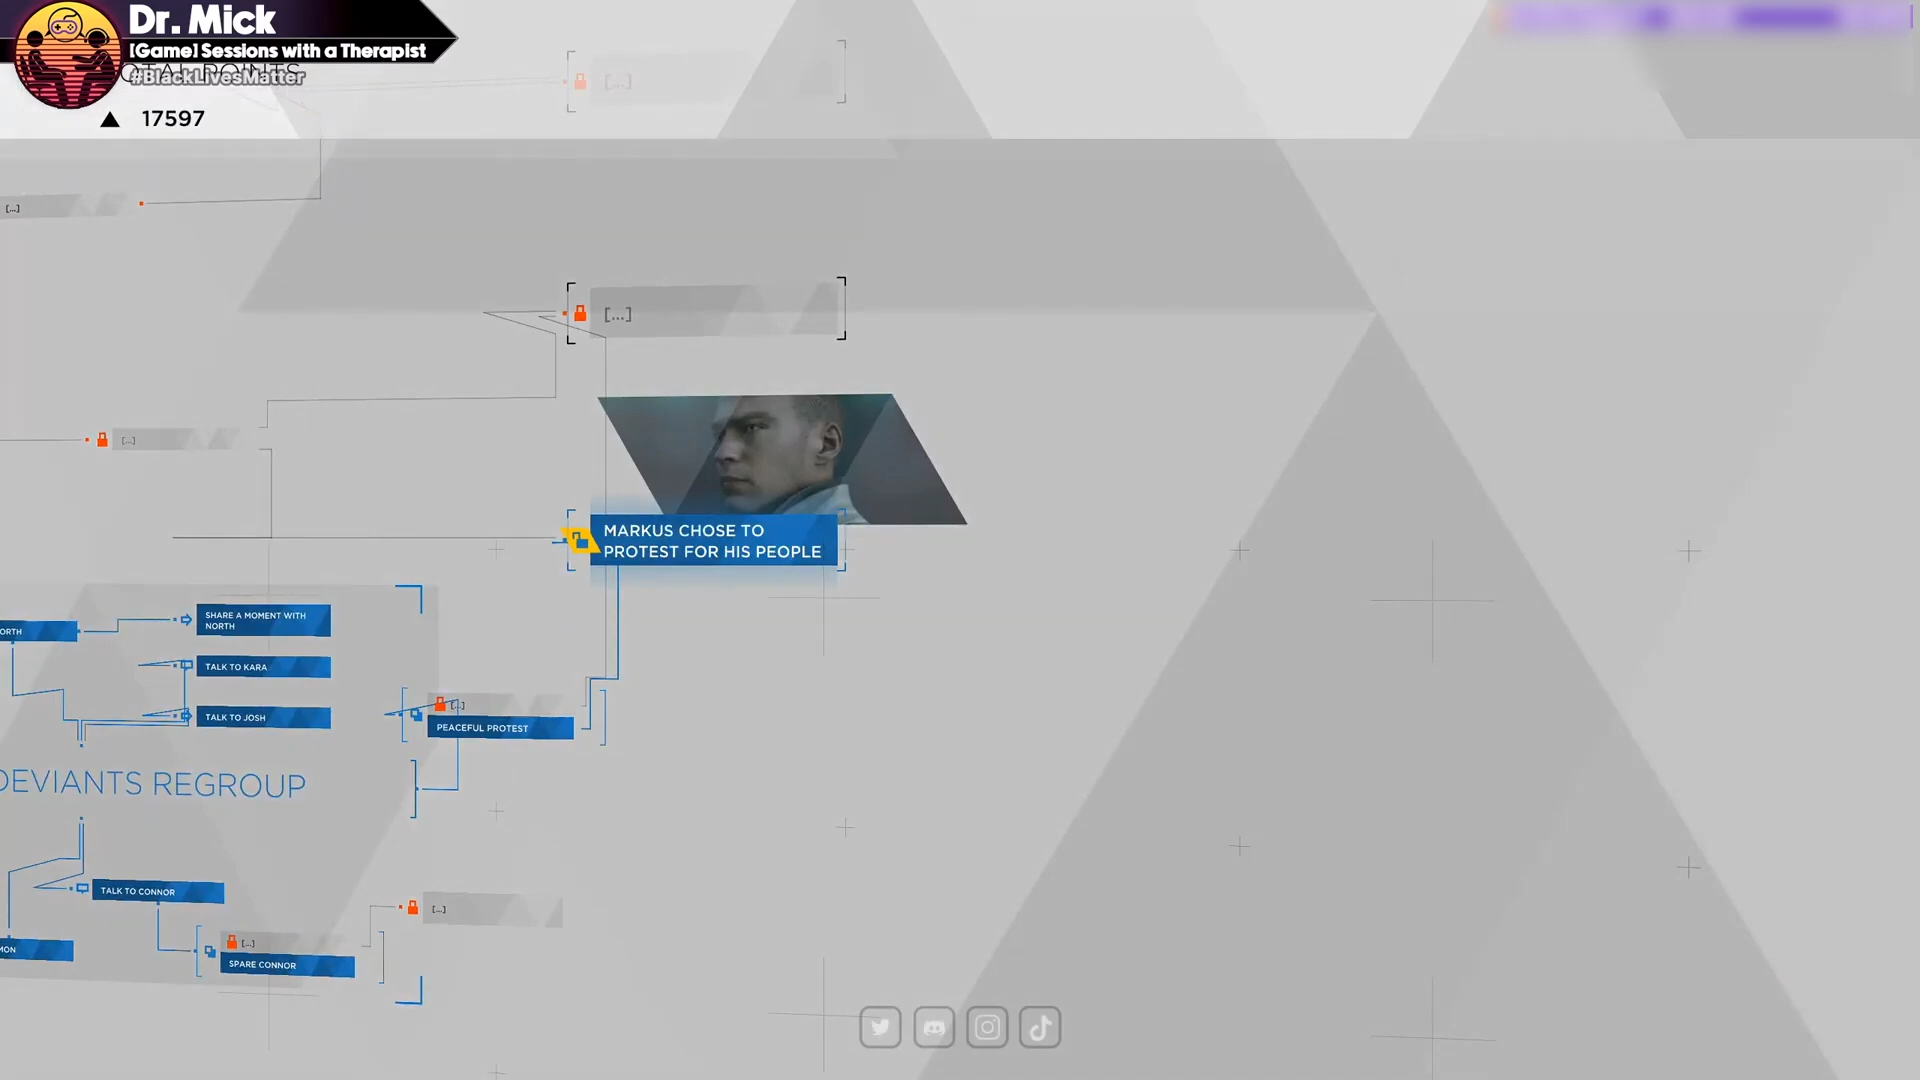 Dr. Mick
[Game] Sessions with a Therapist
#BlackLivesMatter
17597
[...]
[...]
[...]
[...]
MARKUS CHOSE TO
PROTEST FOR HIS PEOPLE
SHARE A MOMENT WITH
NORTH
ORTH
TALK TO KARA
[...]
TALK TO JOSH
PEACEFUL PROTEST
DEVIANTS REGROUP
TALK TO CONNOR
[...]
[...]
MON
SPARE CONNOR